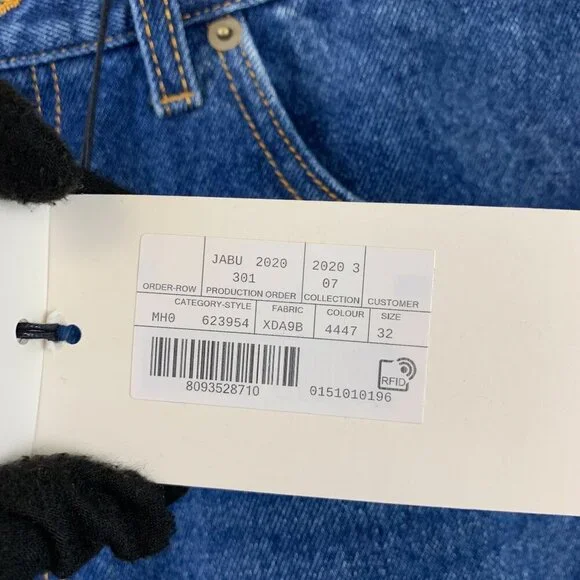 JABU 2020 2020 3
301 07
ORDER-ROW PRODUCTION ORDER COLLECTION CUSTOMER
CATEGORY-STYLE FABRIC COLOUR SIZE
MH0 623954 XDA9B 4447 32
8093528710 0151010196
RFID